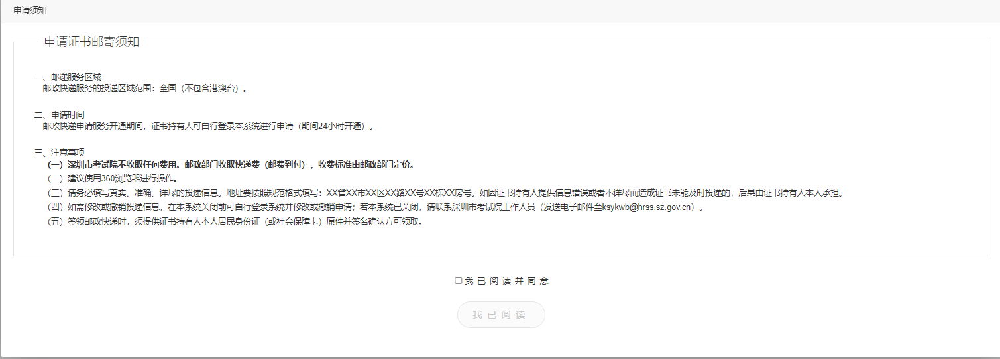 申请须知
申请证书邮寄须知
一、邮递服务区域
邮政快递服务的投递区域范围：全国（不包含港澳台）。
二、申请时间
邮政快递申请服务开通期间，证书持有人可自行登录本系统进行申请（期间24小时开通）。
三、注意事项
（一）深圳市考试院不收取任何费用。邮政部门收取快递费（邮费到付），收费标准由邮政部门定价。
（二）建议使用360浏览器进行操作。
（三）请务必填写真实、准确、详尽的投递信息。地址要按照规范格式填写：XX省XX市XX区XX路XX号XX栋XX房号。如因证书持有人提供信息错误或者不详尽而造成证书未能及时投递的，后果由证书持有人本人承担。
（四）如需修改或撤销投递信息，在本系统关闭前可自行登录系统并修改或撤销申请；若本系统已关闭，请联系深圳市考试院工作人员（发送电子邮件至ksykwb@hrss.sz.gov.cn）。
（五）签领邮政快递时，须提供证书持有人本人居民身份证（或社会保障卡）原件并签名确认方可领取。
我已阅读并同意
我已阅读